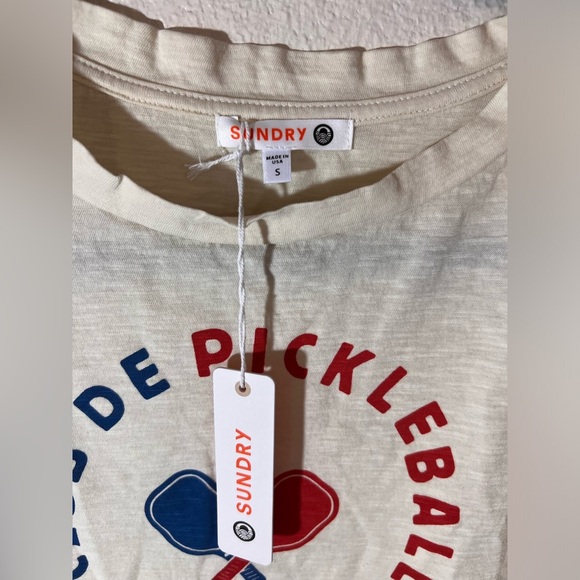 SUNDRY
MADE IN
USA
S
DE PICKLEBALL
SUNDRY